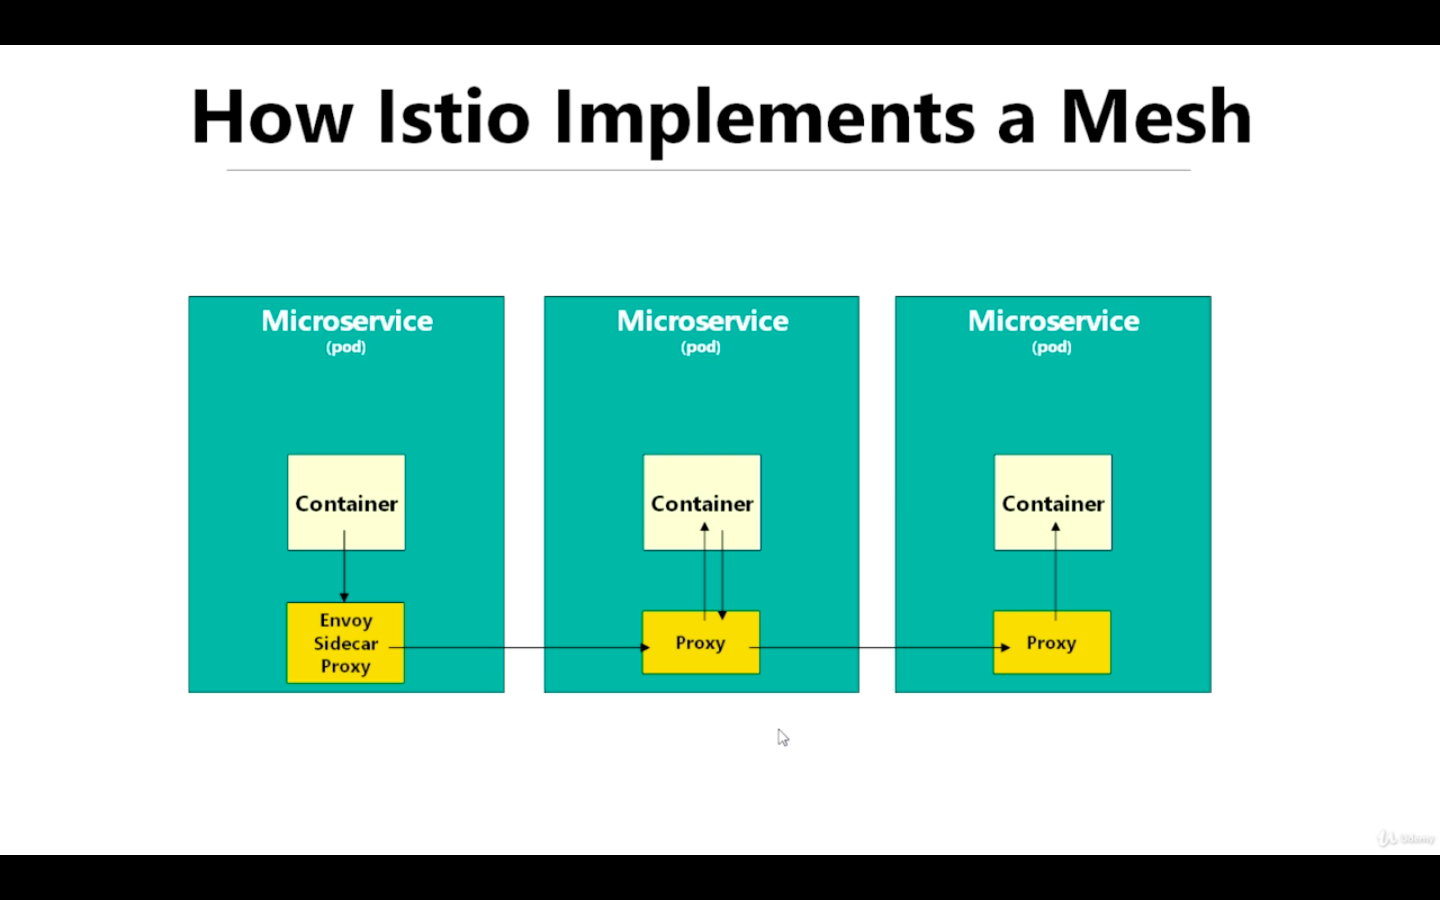 How Istio Implements a Mesh
Microservice
(pod)
Microservice
(pod)
Microservice
(pod)
Container
Container
Container
Envoy
Sidecar
Proxy
Proxy
Proxy
Udemy